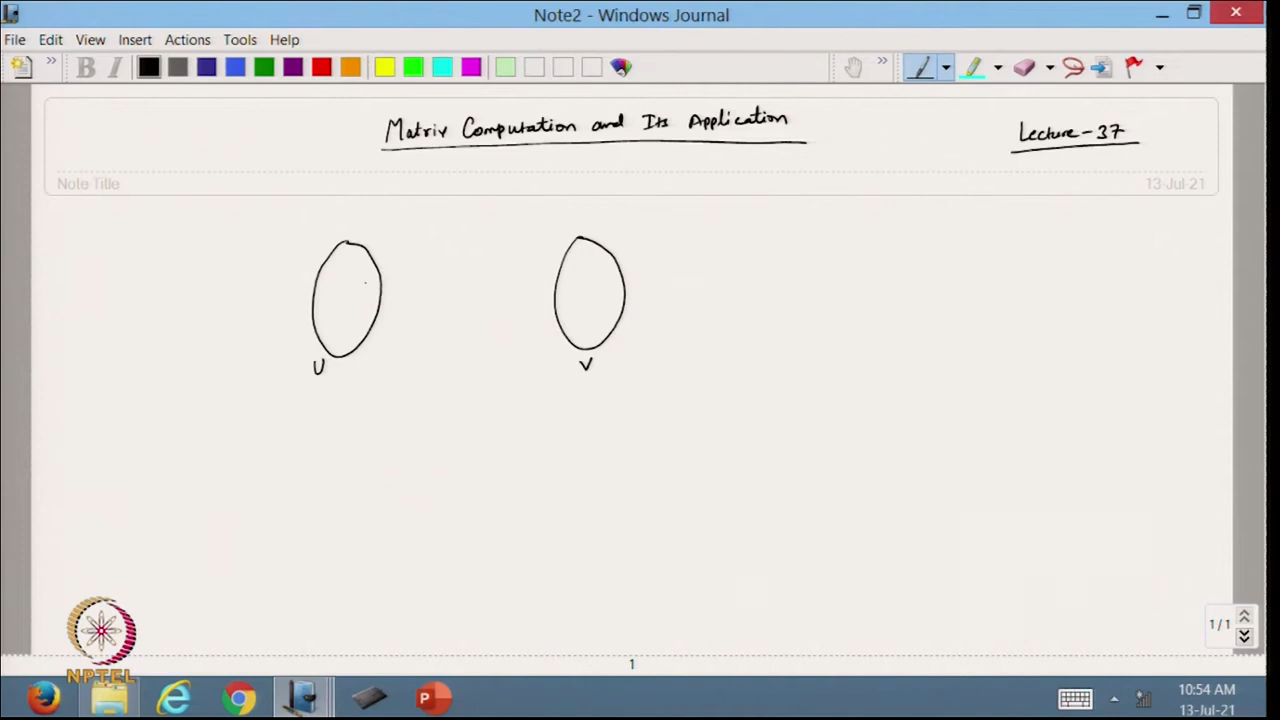 Note2 - Windows Journal
File Edit View Insert Actions Tools Help
B I
Matrix Computation and Its Application
Lecture-37
Note Title
13-Jul-21
U
V
1/1
1
NPTEL
10:54 AM
13-Jul-21